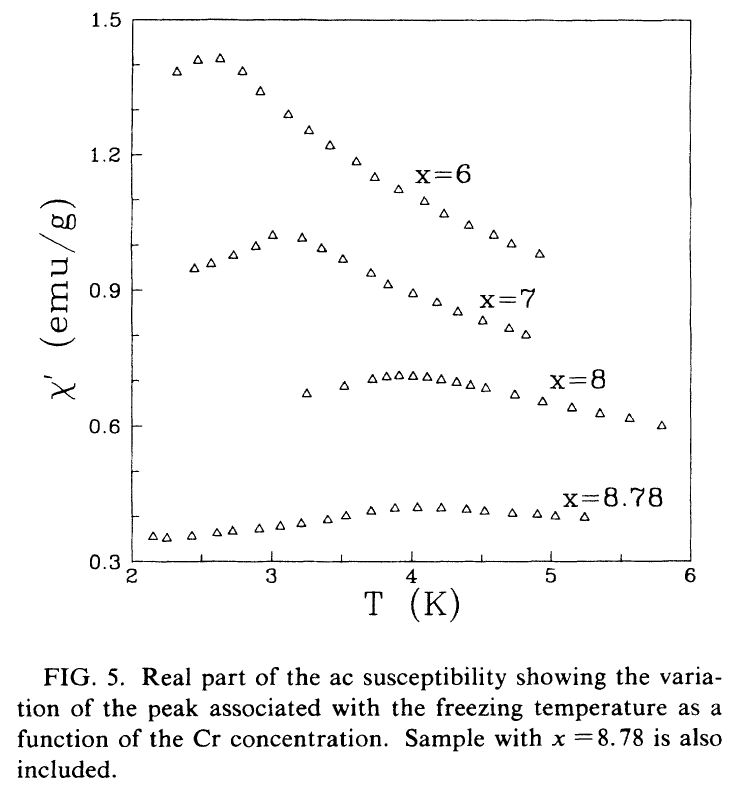 1.5
1.2
0.9
0.6
0.3
χ' (emu/g)
x=6
x=7
x=8
x=8.78
2 3 4 5 6
T (K)
FIG. 5. Real part of the ac susceptibility showing the varia-
tion of the peak associated with the freezing temperature as a
function of the Cr concentration. Sample with x = 8.78 is also
included.